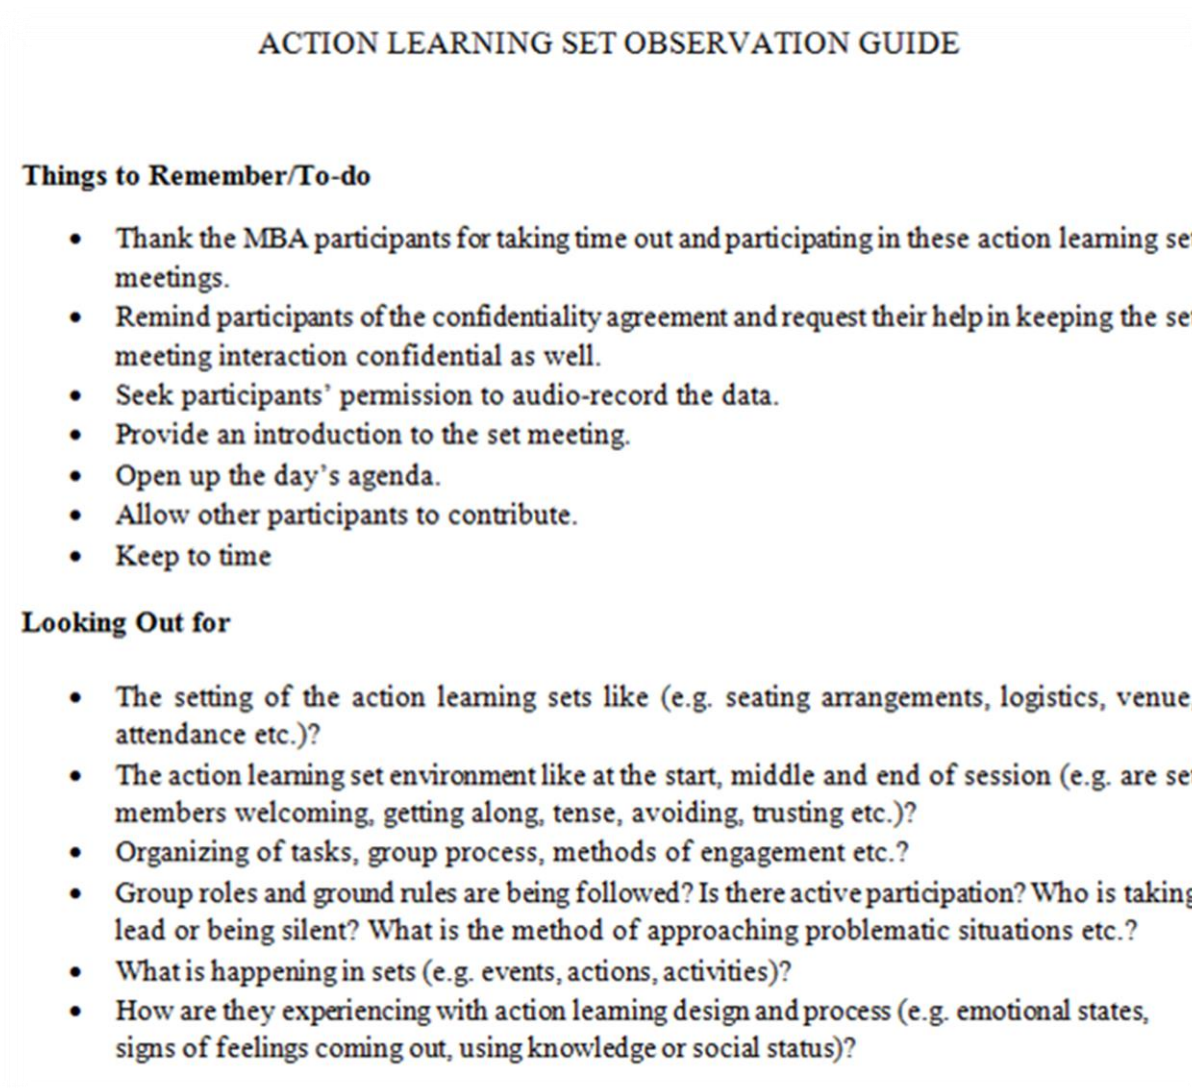 ACTION LEARNING SET OBSERVATION GUIDE
Things to Remember/To-do
• Thank the MBA participants for taking time out and participating in these action learning set
meetings.
• Remind participants of the confidentiality agreement and request their help in keeping the set
meeting interaction confidential as well.
• Seek participants’ permission to audio-record the data.
• Provide an introduction to the set meeting.
• Open up the day’s agenda.
• Allow other participants to contribute.
• Keep to time
Looking Out for
• The setting of the action learning sets like (e.g. seating arrangements, logistics, venue,
attendance etc.)?
• The action learning set environment like at the start, middle and end of session (e.g. are set
members welcoming, getting along, tense, avoiding, trusting etc.)?
• Organizing of tasks, group process, methods of engagement etc.?
• Group roles and ground rules are being followed? Is there active participation? Who is taking
lead or being silent? What is the method of approaching problematic situations etc.?
• What is happening in sets (e.g. events, actions, activities)?
• How are they experiencing with action learning design and process (e.g. emotional states,
signs of feelings coming out, using knowledge or social status)?